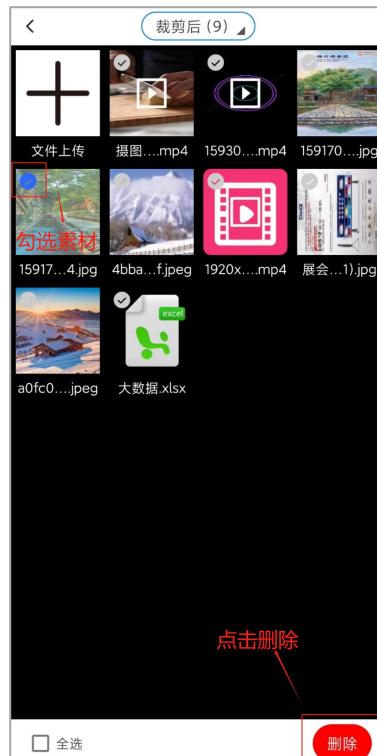 裁剪后 (9)
文件上传
摄图....mp4
15930...mp4
159170...jpg
勾选素材
15917...4.jpg
4bba...f.jpeg
1920x....mp4
展会...1).jpg
excel
a0fc0....jpeg
大数据.xlsx
点击删除
全选
删除